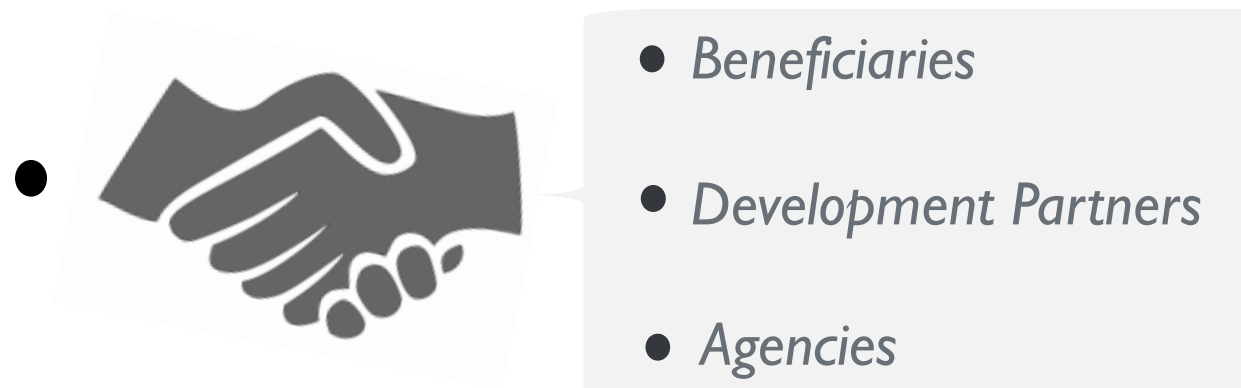 • Beneficiaries
• Development Partners
• Agencies